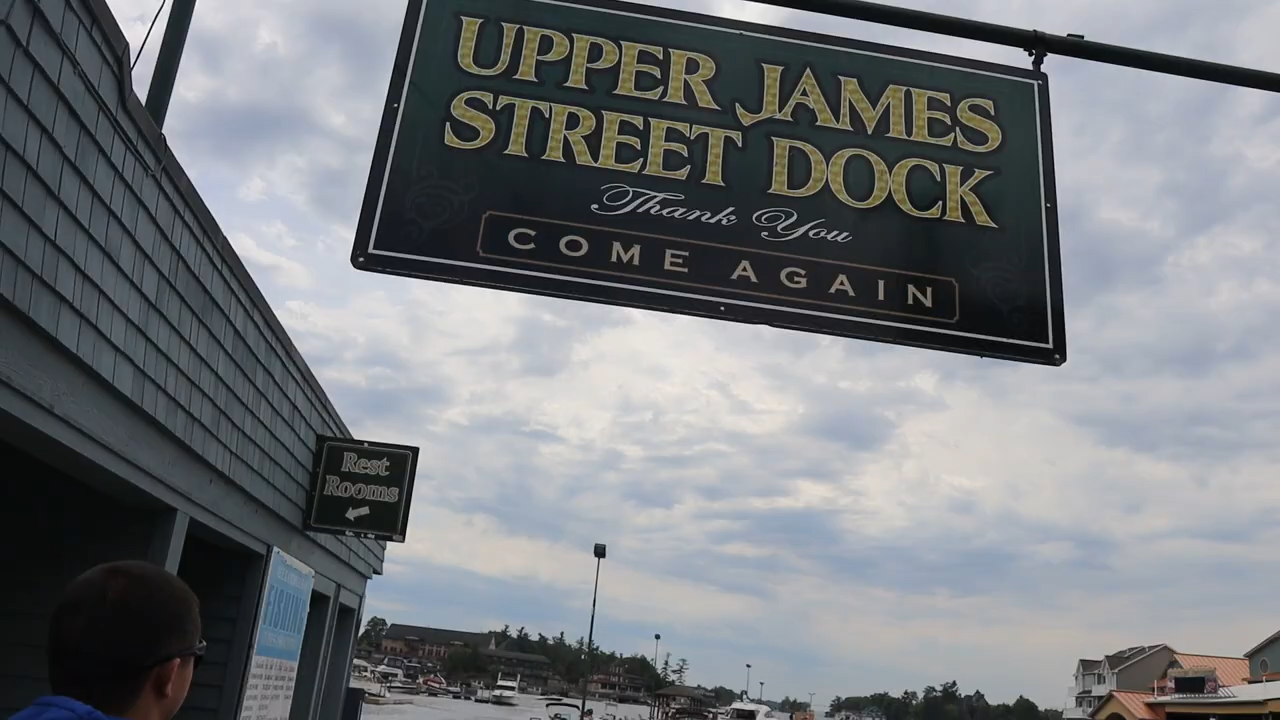 UPPER JAMES
STREET DOCK
Thank You
COME AGAIN
Rest
Rooms
FISHING